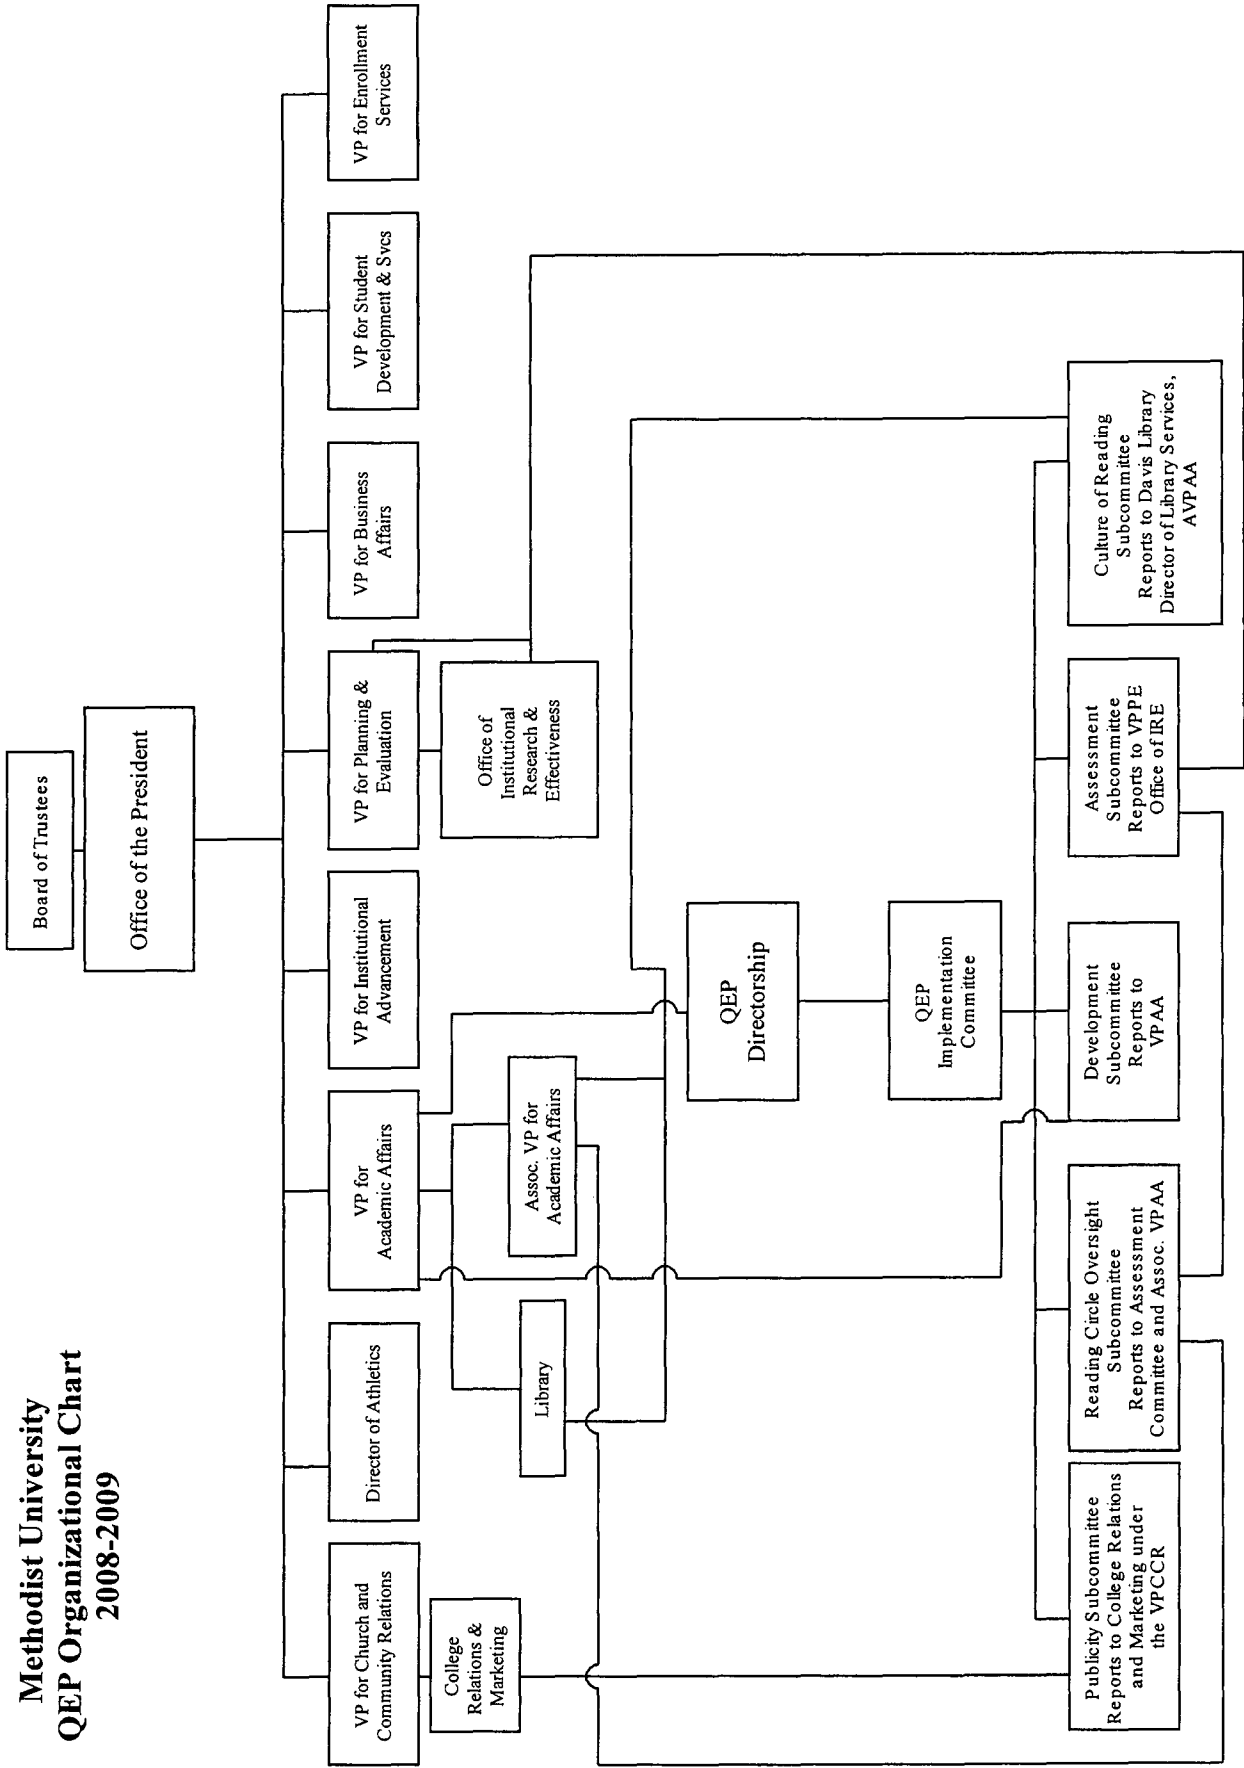 Methodist University
QEP Organizational Chart
2008-2009
Board of Trustees
Office of the President
VP for Church and
Community Relations
Director of Athletics
VP for
Academic Affairs
VP for Institutional
Advancement
VP for Planning &
Evaluation
VP for Business
Affairs
VP for Student
Development & Svcs
VP for Enrollment
Services
College
Relations &
Marketing
Library
Assoc. VP for
Academic Affairs
Office of
Institutional
Research &
Effectiveness
QEP
Directorship
QEP
Implementation
Committee
Publicity Subcommittee
Reports to College Relations
and Marketing under
the VPCCR
Reading Circle Oversight
Subcommittee
Reports to Assessment
Committee and Assoc. VPAA
Development
Subcommittee
Reports to
VPAA
Assessment
Subcommittee
Reports to VPPE
Office of IRE
Culture of Reading
Subcommittee
Reports to Davis Library
Director of Library Services,
AVPAA